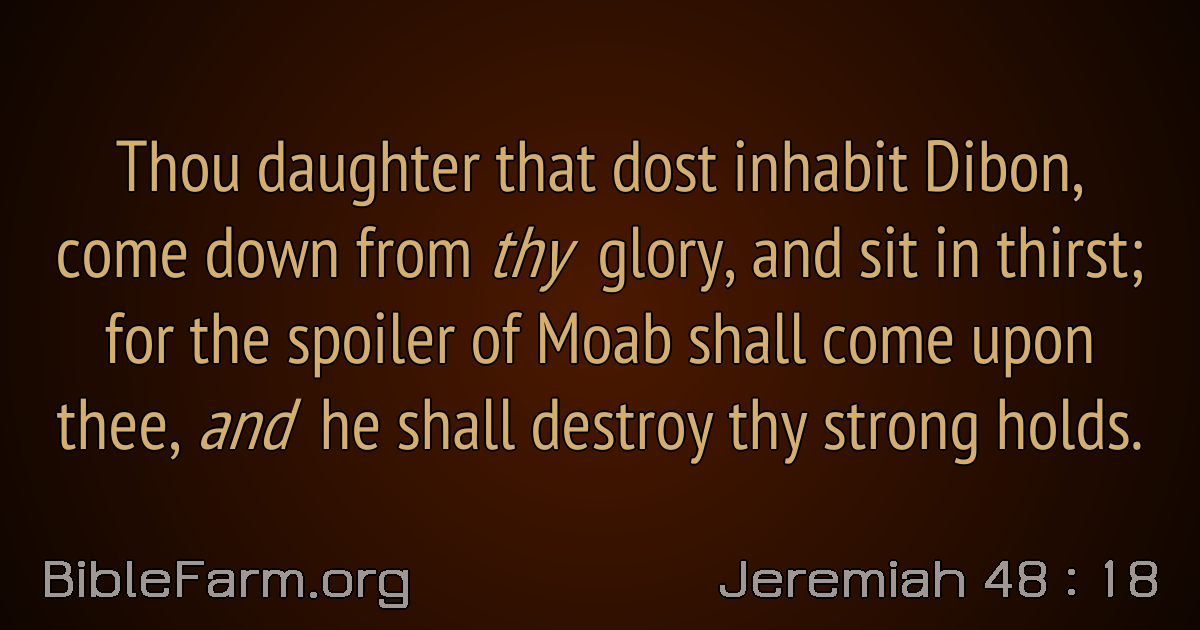 Thou daughter that dost inhabit Dibon,
come down from thy glory, and sit in thirst;
for the spoiler of Moab shall come upon
thee, and he shall destroy thy strong holds.
BibleFarm.org
Jeremiah 48 : 18